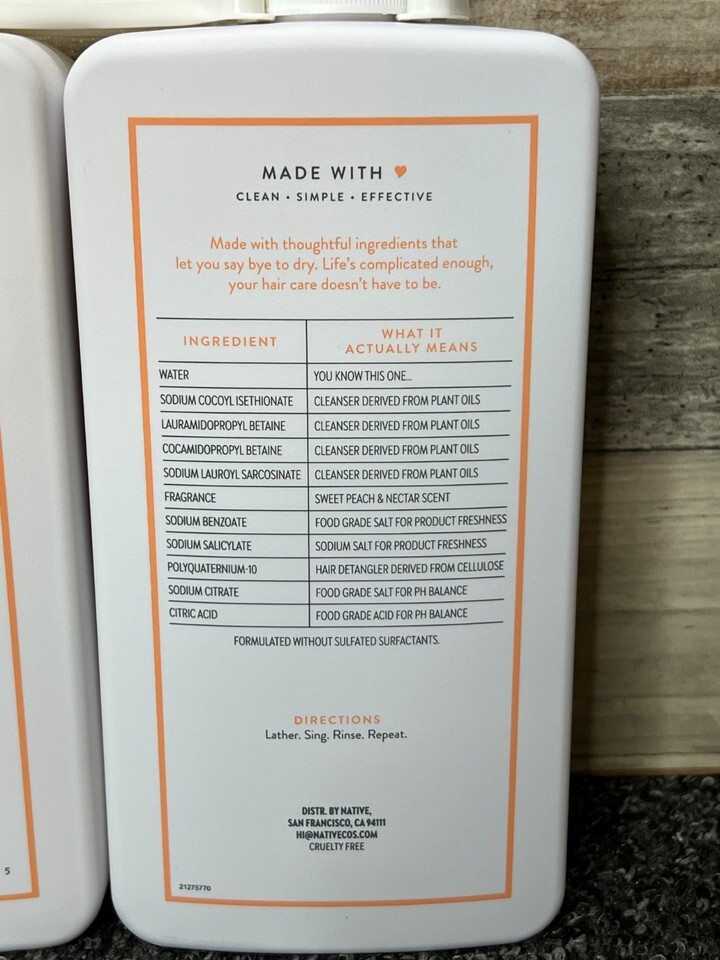 MADE WITH
CLEAN • SIMPLE • EFFECTIVE
Made with thoughtful ingredients that
let you say bye to dry. Life's complicated enough,
your hair care doesn't have to be.
INGREDIENT
WHAT IT
ACTUALLY MEANS
WATER YOU KNOW THIS ONE...
SODIUM COCOYL ISETHIONATE CLEANSER DERIVED FROM PLANT OILS
LAURAMIDOPROPYL BETAINE CLEANSER DERIVED FROM PLANT OILS
COCAMIDOPROPYL BETAINE CLEANSER DERIVED FROM PLANT OILS
SODIUM LAUROYL SARCOSINATE CLEANSER DERIVED FROM PLANT OILS
FRAGRANCE SWEET PEACH & NECTAR SCENT
SODIUM BENZOATE FOOD GRADE SALT FOR PRODUCT FRESHNESS
SODIUM SALICYLATE SODIUM SALT FOR PRODUCT FRESHNESS
POLYQUATERNIUM-10 HAIR DETANGLER DERIVED FROM CELLULOSE
SODIUM CITRATE FOOD GRADE SALT FOR PH BALANCE
CITRIC ACID FOOD GRADE ACID FOR PH BALANCE
FORMULATED WITHOUT SULFATED SURFACTANTS.
DIRECTIONS
Lather. Sing. Rinse. Repeat.
DISTR. BY NATIVE,
SAN FRANCISCO, CA 94111
HI@NATIVECOS.COM
CRUELTY FREE
21275770
5